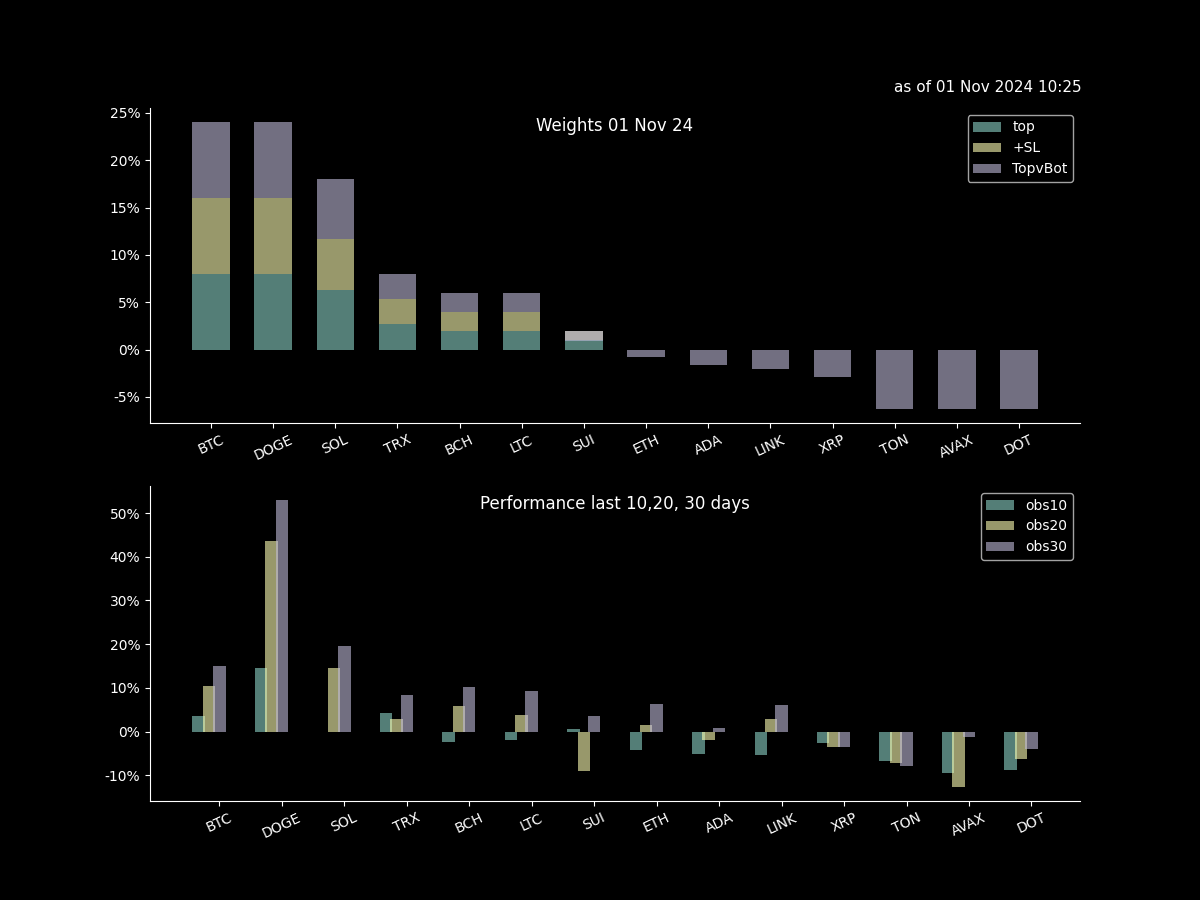 as of 01 Nov 2024 10:25
Weights 01 Nov 24
25%
20%
15%
10%
5%
0%
-5%
top
+SL
TopvBot
BTC DOGE SOL TRX BCH LTC SUI ETH ADA LINK XRP TON AVAX DOT
Performance last 10,20, 30 days
50%
40%
30%
20%
10%
0%
-10%
obs10
obs20
obs30
BTC DOGE SOL TRX BCH LTC SUI ETH ADA LINK XRP TON AVAX DOT